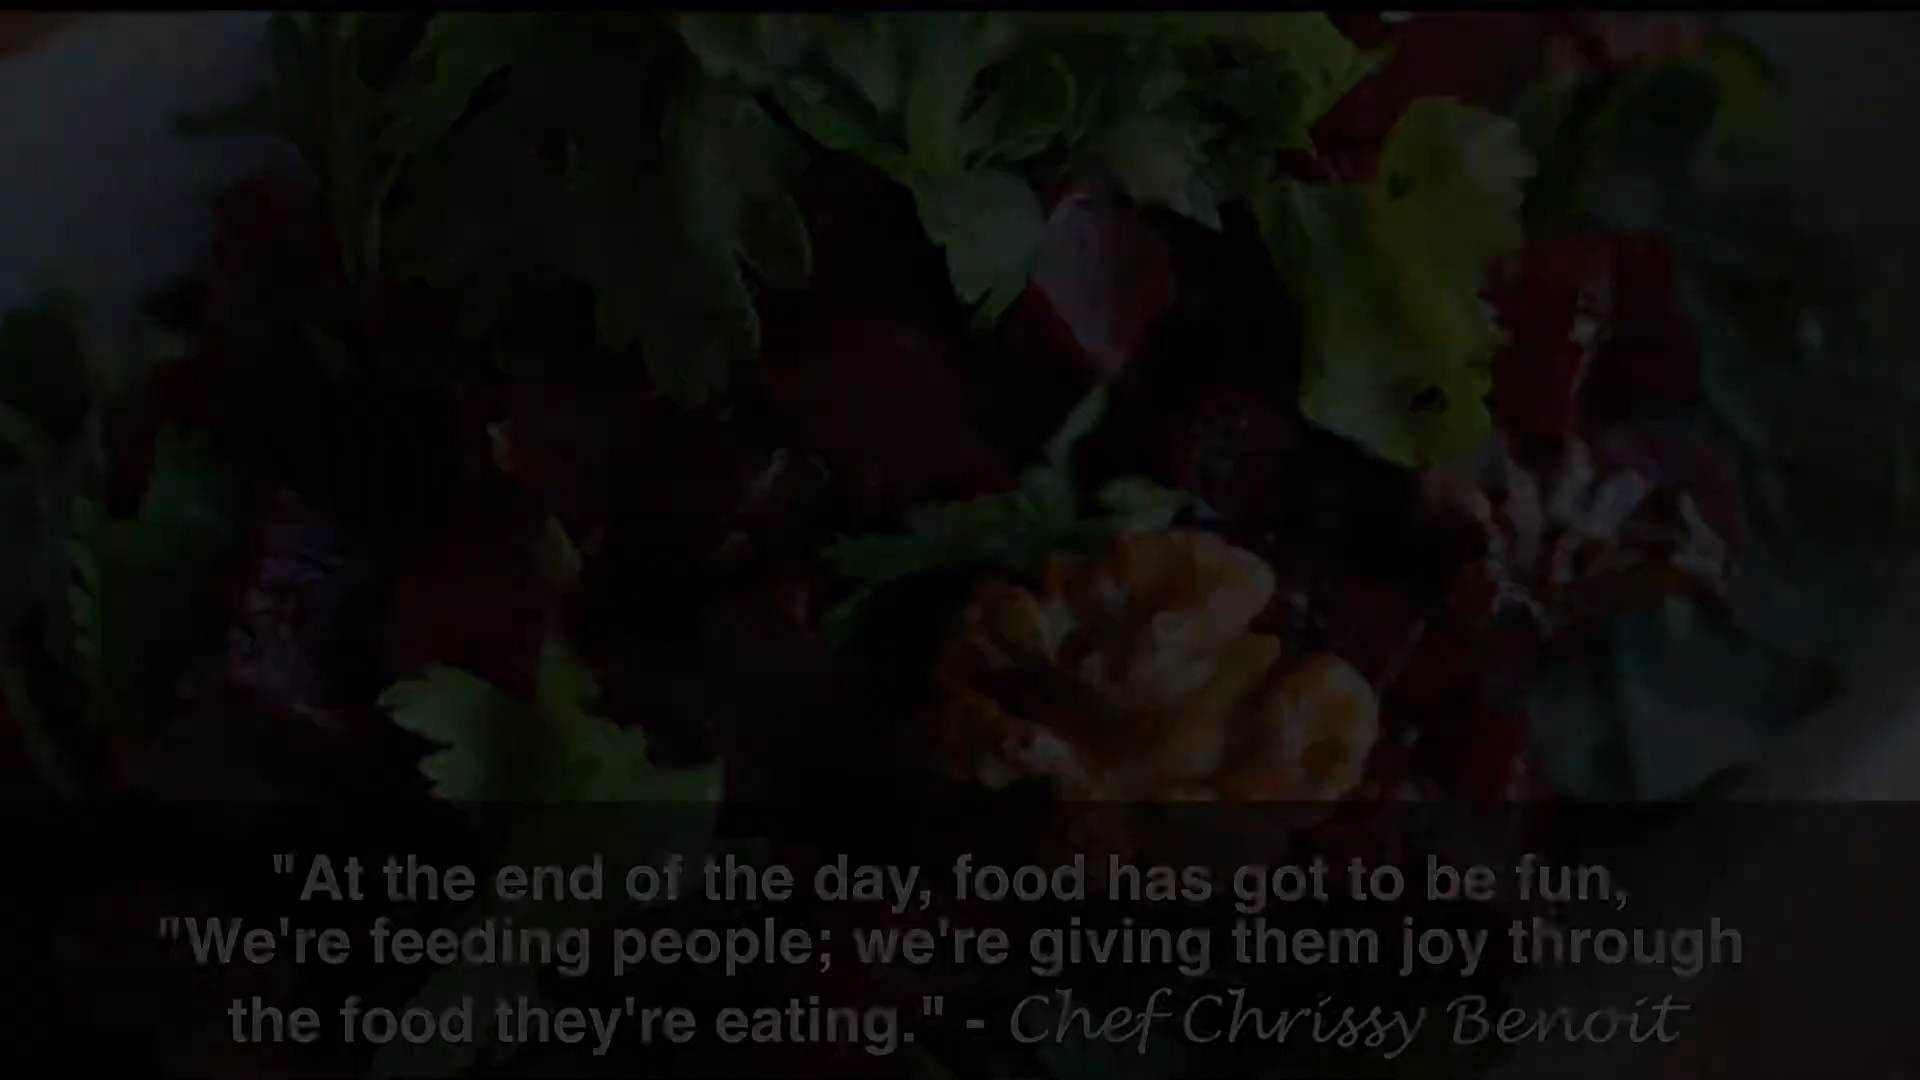 "At the end of the day, food has got to be fun,
"We're feeding people; we're giving them joy through
the food they're eating." - Chef Chrissy Benoit